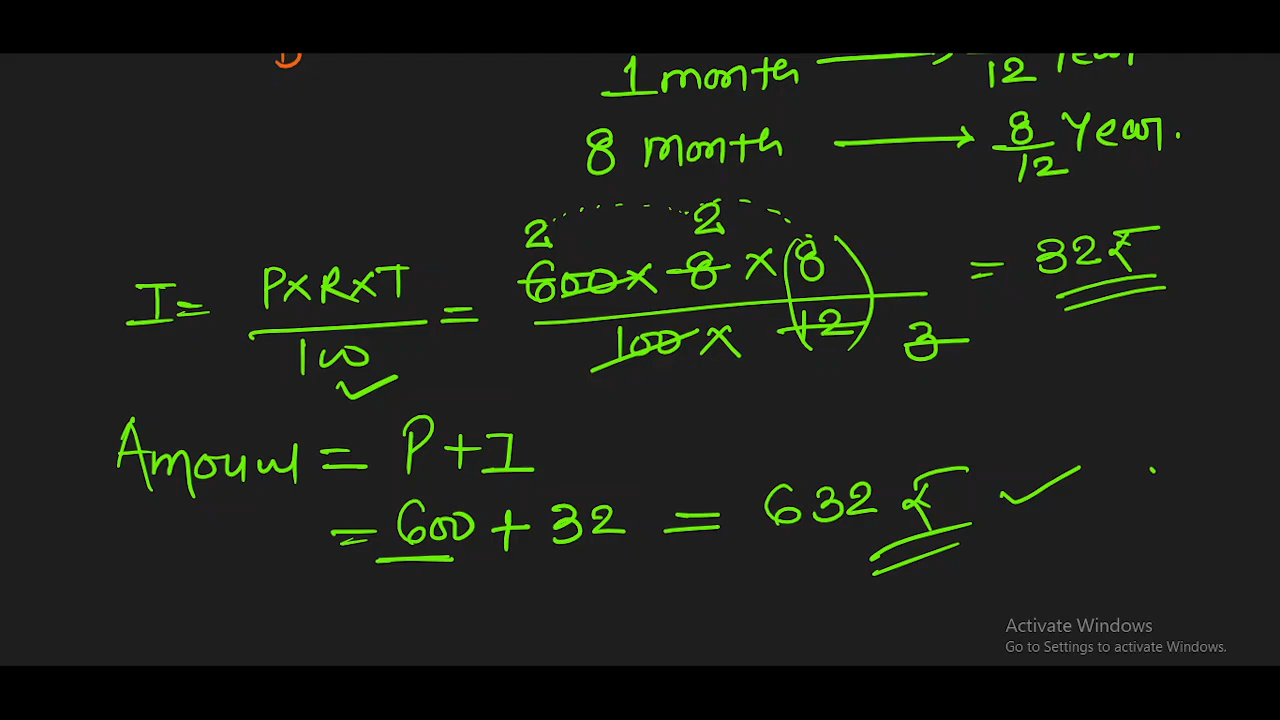 1 month → /12 Year
8 month → 8/12 Year.
2 2
I = P×R×T/100 = 600 × 8 × (8/12)/100 × 3 = 32₹
Amount = P+I
= 600 + 32 = 632 ₹ ✓
Activate Windows
Go to Settings to activate Windows.